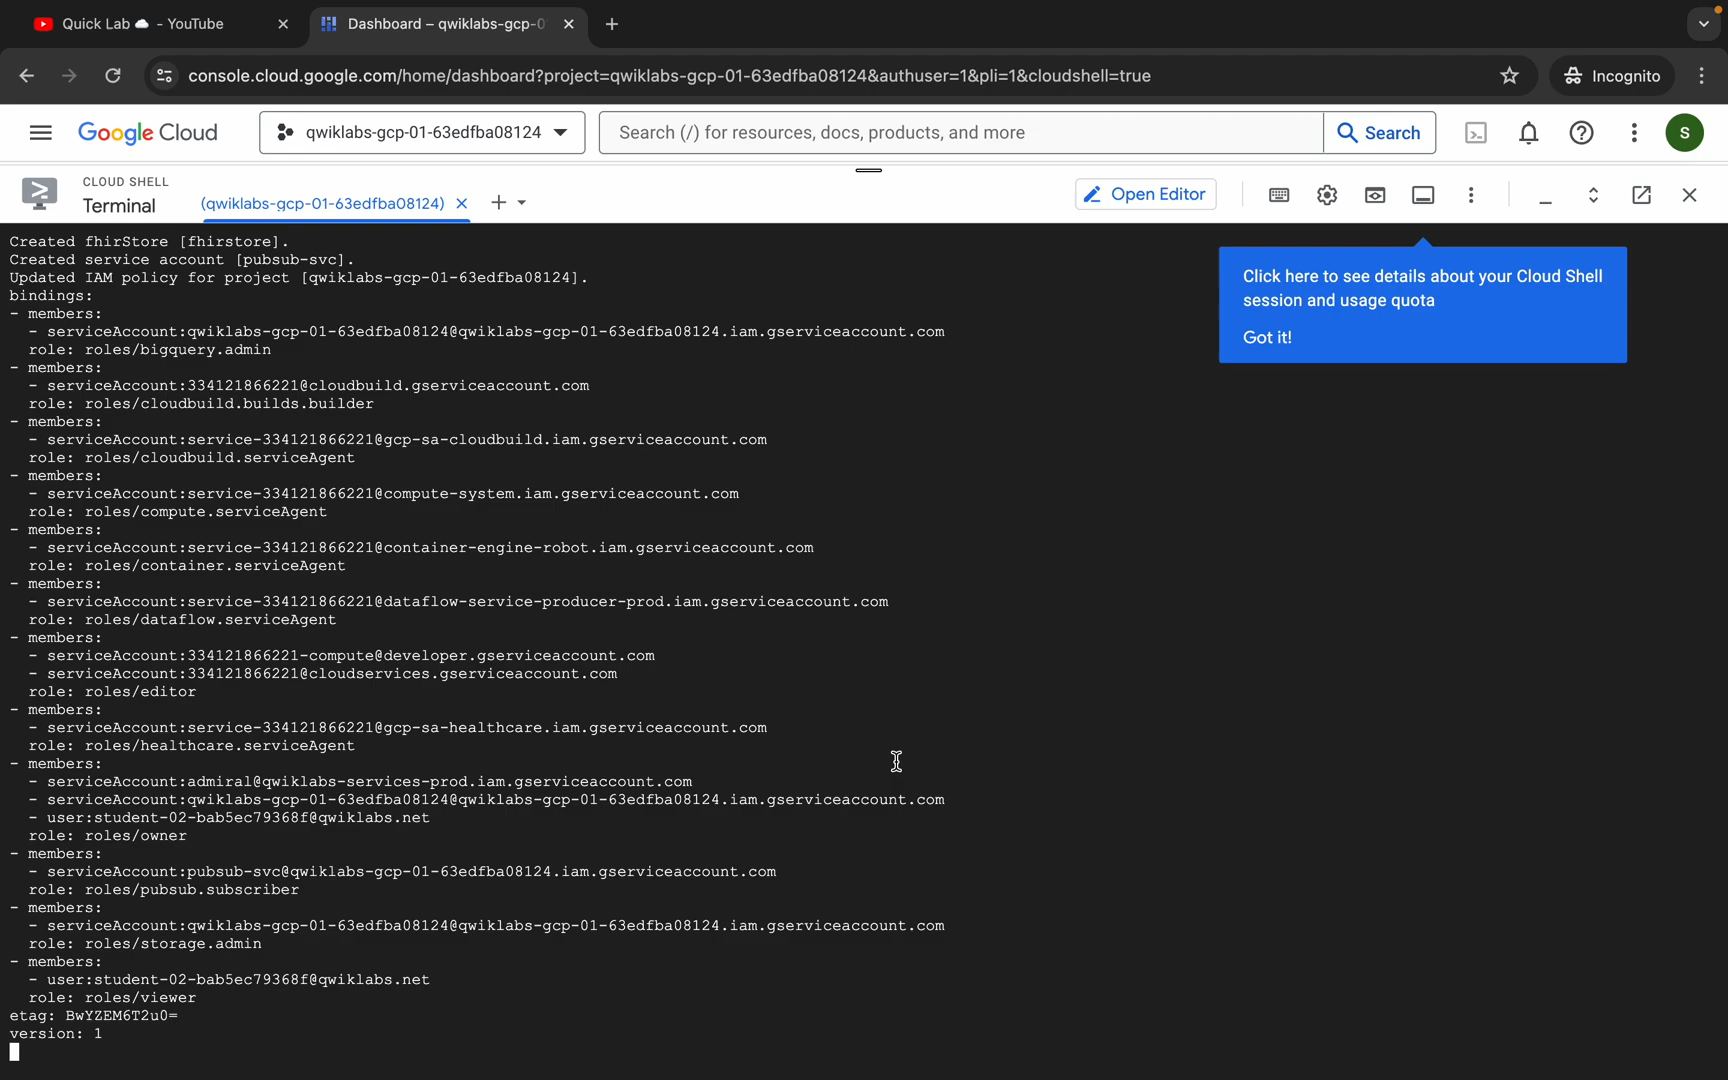 Quick Lab ☁️ - YouTube
Dashboard – qwiklabs-gcp-0
console.cloud.google.com/home/dashboard?project=qwiklabs-gcp-01-63edfba08124&authuser=1&pli=1&cloudshell=true
Incognito
Google Cloud
qwiklabs-gcp-01-63edfba08124
Search (/) for resources, docs, products, and more
Search
S
CLOUD SHELL
Terminal
(qwiklabs-gcp-01-63edfba08124)
Open Editor
Click here to see details about your Cloud Shell
session and usage quota
Got it!
Created fhirStore [fhirstore].
Created service account [pubsub-svc].
Updated IAM policy for project [qwiklabs-gcp-01-63edfba08124].
bindings:
- members:
  - serviceAccount:qwiklabs-gcp-01-63edfba08124@qwiklabs-gcp-01-63edfba08124.iam.gserviceaccount.com
  role: roles/bigquery.admin
- members:
  - serviceAccount:334121866221@cloudbuild.gserviceaccount.com
  role: roles/cloudbuild.builds.builder
- members:
  - serviceAccount:service-334121866221@gcp-sa-cloudbuild.iam.gserviceaccount.com
  role: roles/cloudbuild.serviceAgent
- members:
  - serviceAccount:service-334121866221@compute-system.iam.gserviceaccount.com
  role: roles/compute.serviceAgent
- members:
  - serviceAccount:service-334121866221@container-engine-robot.iam.gserviceaccount.com
  role: roles/container.serviceAgent
- members:
  - serviceAccount:service-334121866221@dataflow-service-producer-prod.iam.gserviceaccount.com
  role: roles/dataflow.serviceAgent
- members:
  - serviceAccount:334121866221-compute@developer.gserviceaccount.com
  - serviceAccount:334121866221@cloudservices.gserviceaccount.com
  role: roles/editor
- members:
  - serviceAccount:service-334121866221@gcp-sa-healthcare.iam.gserviceaccount.com
  role: roles/healthcare.serviceAgent
- members:
  - serviceAccount:admiral@qwiklabs-services-prod.iam.gserviceaccount.com
  - serviceAccount:qwiklabs-gcp-01-63edfba08124@qwiklabs-gcp-01-63edfba08124.iam.gserviceaccount.com
  - user:student-02-bab5ec79368f@qwiklabs.net
  role: roles/owner
- members:
  - serviceAccount:pubsub-svc@qwiklabs-gcp-01-63edfba08124.iam.gserviceaccount.com
  role: roles/pubsub.subscriber
- members:
  - serviceAccount:qwiklabs-gcp-01-63edfba08124@qwiklabs-gcp-01-63edfba08124.iam.gserviceaccount.com
  role: roles/storage.admin
- members:
  - user:student-02-bab5ec79368f@qwiklabs.net
  role: roles/viewer
etag: BwYZEM6T2u0=
version: 1